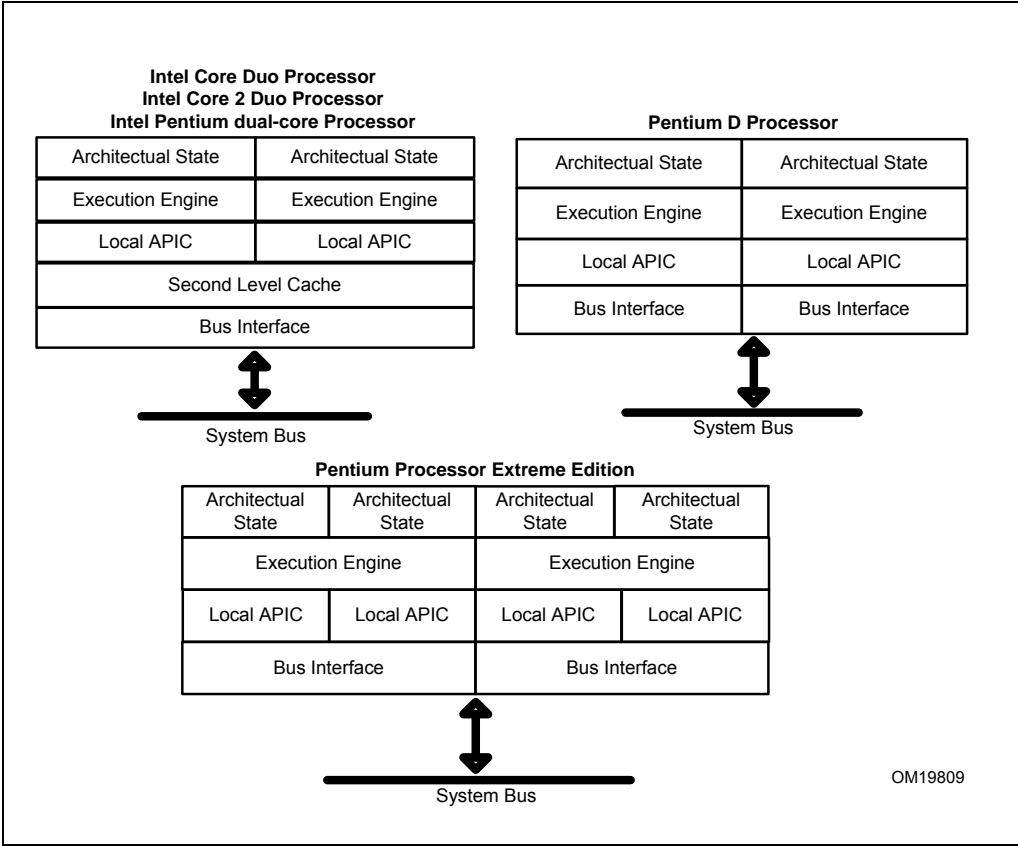 Intel Core Duo Processor
Intel Core 2 Duo Processor
Intel Pentium dual-core Processor
Architectual State Architectual State
Execution Engine Execution Engine
Local APIC Local APIC
Second Level Cache
Bus Interface
System Bus
Pentium D Processor
Architectual State Architectual State
Execution Engine Execution Engine
Local APIC Local APIC
Bus Interface Bus Interface
System Bus
Pentium Processor Extreme Edition
Architectual Architectual Architectual Architectual
State State State State
Execution Engine Execution Engine
Local APIC Local APIC Local APIC Local APIC
Bus Interface Bus Interface
System Bus
OM19809